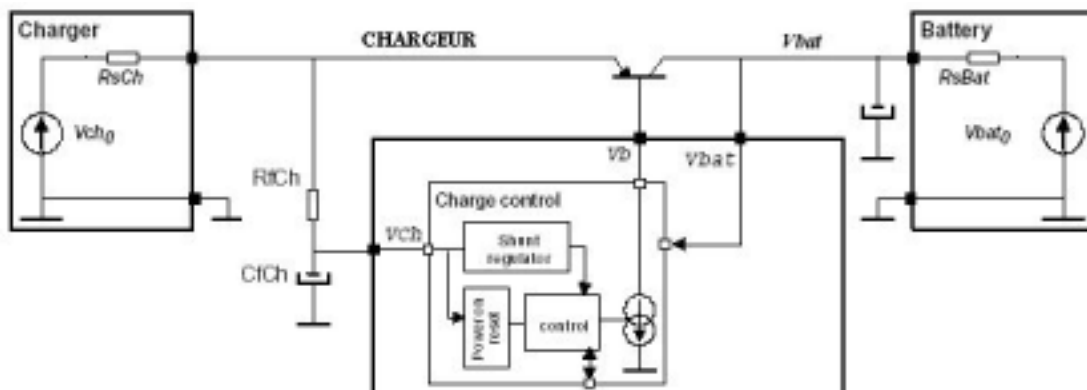 Charger
CHARGEUR
Vbat
Battery
RsCh
RsBat
Vch0
Vbat0
Vb
Vbat
RfCh
Charge control
VCh
Shunt
regulator
CfCh
Power on
reset
control